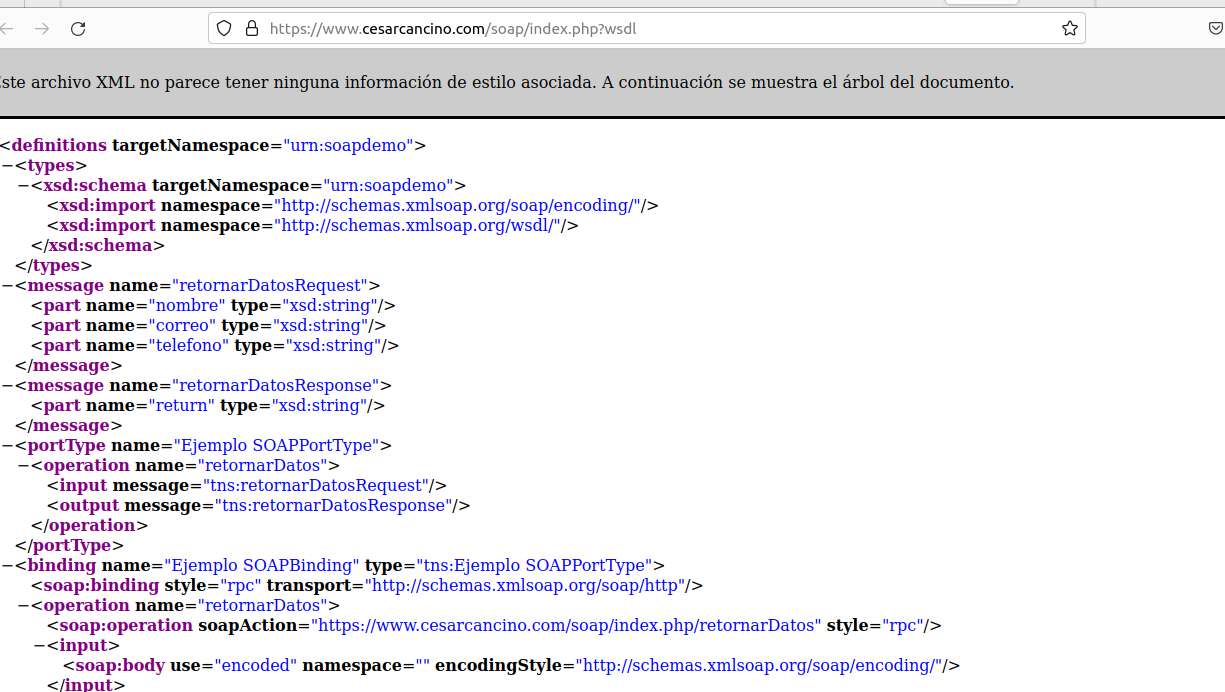 https://www.cesarcancino.com/soap/index.php?wsdl
ste archivo XML no parece tener ninguna información de estilo asociada. A continuación se muestra el árbol del documento.
<definitions targetNamespace="urn:soapdemo">
−<types>
−<xsd:schema targetNamespace="urn:soapdemo">
<xsd:import namespace="http://schemas.xmlsoap.org/soap/encoding/"/>
<xsd:import namespace="http://schemas.xmlsoap.org/wsdl/"/>
</xsd:schema>
</types>
−<message name="retornarDatosRequest">
<part name="nombre" type="xsd:string"/>
<part name="correo" type="xsd:string"/>
<part name="telefono" type="xsd:string"/>
</message>
−<message name="retornarDatosResponse">
<part name="return" type="xsd:string"/>
</message>
−<portType name="Ejemplo SOAPPortType">
−<operation name="retornarDatos">
<input message="tns:retornarDatosRequest"/>
<output message="tns:retornarDatosResponse"/>
</operation>
</portType>
−<binding name="Ejemplo SOAPBinding" type="tns:Ejemplo SOAPPortType">
<soap:binding style="rpc" transport="http://schemas.xmlsoap.org/soap/http"/>
−<operation name="retornarDatos">
<soap:operation soapAction="https://www.cesarcancino.com/soap/index.php/retornarDatos" style="rpc"/>
−<input>
<soap:body use="encoded" namespace="" encodingStyle="http://schemas.xmlsoap.org/soap/encoding/"/>
</input>